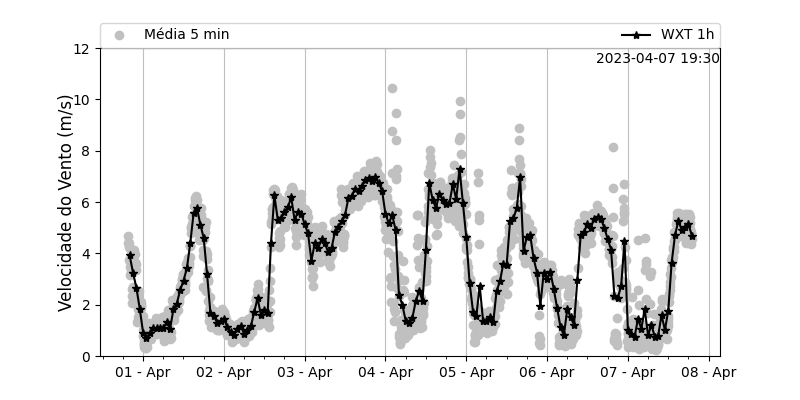 Média 5 min
WXT 1h
2023-04-07 19:30
Velocidade do Vento (m/s)
12
10
8
6
4
2
0
01 - Apr
02 - Apr
03 - Apr
04 - Apr
05 - Apr
06 - Apr
07 - Apr
08 - Apr